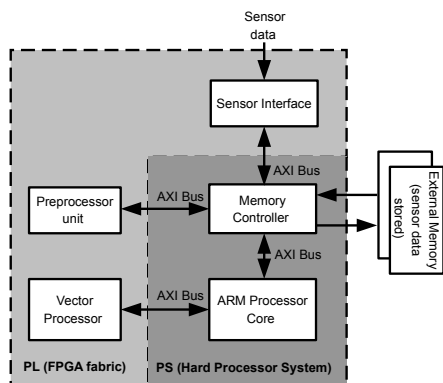 Sensor
data
Sensor Interface
AXI Bus
Preprocessor
unit
AXI Bus
Memory
Controller
External Memory
(sensor data
stored)
AXI Bus
Vector
Processor
AXI Bus
ARM Processor
Core
PL (FPGA fabric)
PS (Hard Processor System)